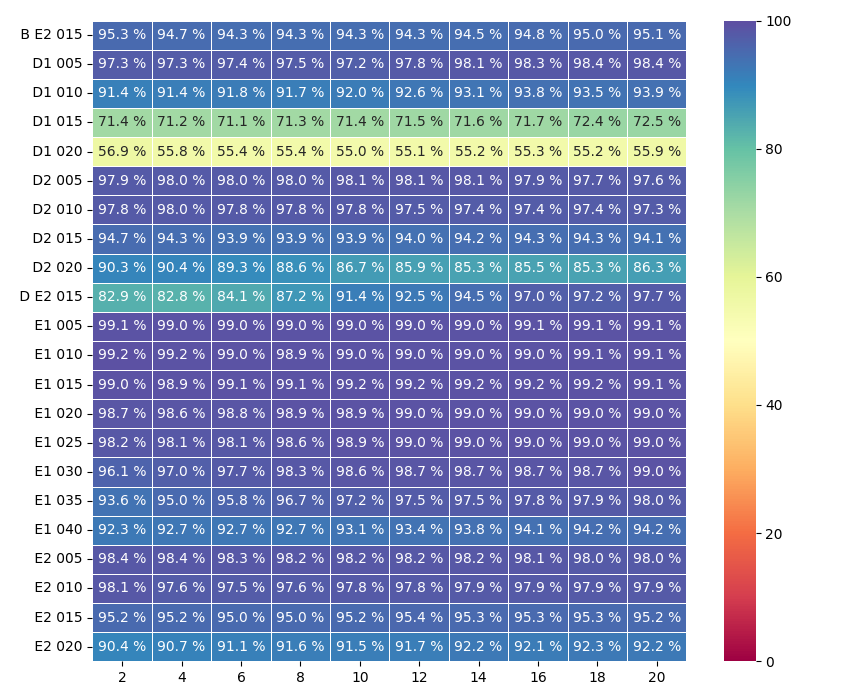 B E2 015 95.3 % 94.7 % 94.3 % 94.3 % 94.3 % 94.3 % 94.5 % 94.8 % 95.0 % 95.1 %
D1 005 97.3 % 97.3 % 97.4 % 97.5 % 97.2 % 97.8 % 98.1 % 98.3 % 98.4 % 98.4 %
D1 010 91.4 % 91.4 % 91.8 % 91.7 % 92.0 % 92.6 % 93.1 % 93.8 % 93.5 % 93.9 %
D1 015 71.4 % 71.2 % 71.1 % 71.3 % 71.4 % 71.5 % 71.6 % 71.7 % 72.4 % 72.5 %
D1 020 56.9 % 55.8 % 55.4 % 55.4 % 55.0 % 55.1 % 55.2 % 55.3 % 55.2 % 55.9 %
D2 005 97.9 % 98.0 % 98.0 % 98.0 % 98.1 % 98.1 % 98.1 % 97.9 % 97.7 % 97.6 %
D2 010 97.8 % 98.0 % 97.8 % 97.8 % 97.8 % 97.5 % 97.4 % 97.4 % 97.4 % 97.3 %
D2 015 94.7 % 94.3 % 93.9 % 93.9 % 93.9 % 94.0 % 94.2 % 94.3 % 94.3 % 94.1 %
D2 020 90.3 % 90.4 % 89.3 % 88.6 % 86.7 % 85.9 % 85.3 % 85.5 % 85.3 % 86.3 %
D E2 015 82.9 % 82.8 % 84.1 % 87.2 % 91.4 % 92.5 % 94.5 % 97.0 % 97.2 % 97.7 %
E1 005 99.1 % 99.0 % 99.0 % 99.0 % 99.0 % 99.0 % 99.0 % 99.1 % 99.1 % 99.1 %
E1 010 99.2 % 99.2 % 99.0 % 98.9 % 99.0 % 99.0 % 99.0 % 99.0 % 99.1 % 99.1 %
E1 015 99.0 % 98.9 % 99.1 % 99.1 % 99.2 % 99.2 % 99.2 % 99.2 % 99.2 % 99.1 %
E1 020 98.7 % 98.6 % 98.8 % 98.9 % 98.9 % 99.0 % 99.0 % 99.0 % 99.0 % 99.0 %
E1 025 98.2 % 98.1 % 98.1 % 98.6 % 98.9 % 99.0 % 99.0 % 99.0 % 99.0 % 99.0 %
E1 030 96.1 % 97.0 % 97.7 % 98.3 % 98.6 % 98.7 % 98.7 % 98.7 % 98.7 % 99.0 %
E1 035 93.6 % 95.0 % 95.8 % 96.7 % 97.2 % 97.5 % 97.5 % 97.8 % 97.9 % 98.0 %
E1 040 92.3 % 92.7 % 92.7 % 92.7 % 93.1 % 93.4 % 93.8 % 94.1 % 94.2 % 94.2 %
E2 005 98.4 % 98.4 % 98.3 % 98.2 % 98.2 % 98.2 % 98.2 % 98.1 % 98.0 % 98.0 %
E2 010 98.1 % 97.6 % 97.5 % 97.6 % 97.8 % 97.8 % 97.9 % 97.9 % 97.9 % 97.9 %
E2 015 95.2 % 95.2 % 95.0 % 95.0 % 95.2 % 95.4 % 95.3 % 95.3 % 95.3 % 95.2 %
E2 020 90.4 % 90.7 % 91.1 % 91.6 % 91.5 % 91.7 % 92.2 % 92.1 % 92.3 % 92.2 %
2 4 6 8 10 12 14 16 18 20
100
80
60
40
20
0